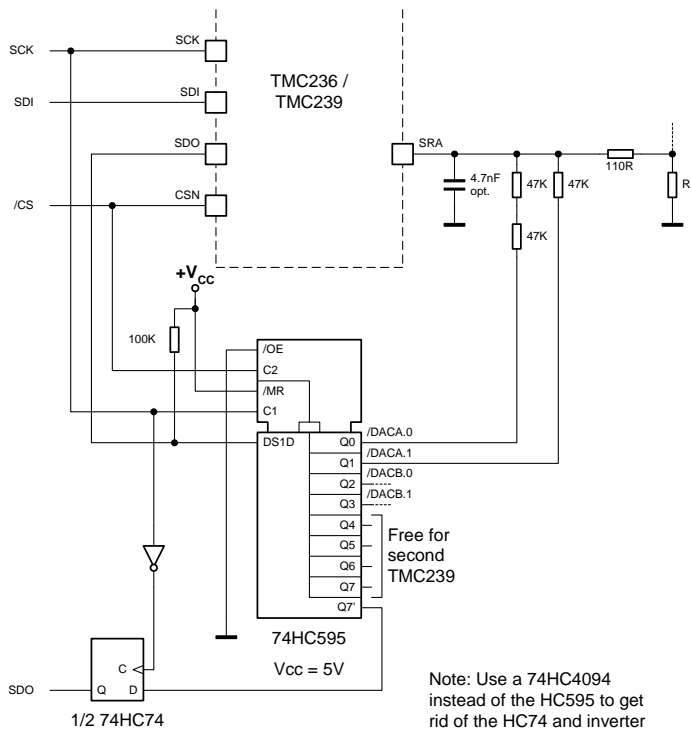 SCK
SCK
SDI
SDI
SDO
/CS
CSN
TMC236 /
TMC239
SRA
4.7nF
opt.
47K
47K
47K
110R
R
+VCC
100K
/OE
C2
/MR
C1
DS1D
Q0
Q1
Q2
Q3
Q4
Q5
Q6
Q7
Q7'
/DACA.0
/DACA.1
/DACB.0
/DACB.1
Free for
second
TMC239
74HC595
Vcc = 5V
C
Q
D
SDO
1/2 74HC74
Note: Use a 74HC4094
instead of the HC595 to get
rid of the HC74 and inverter